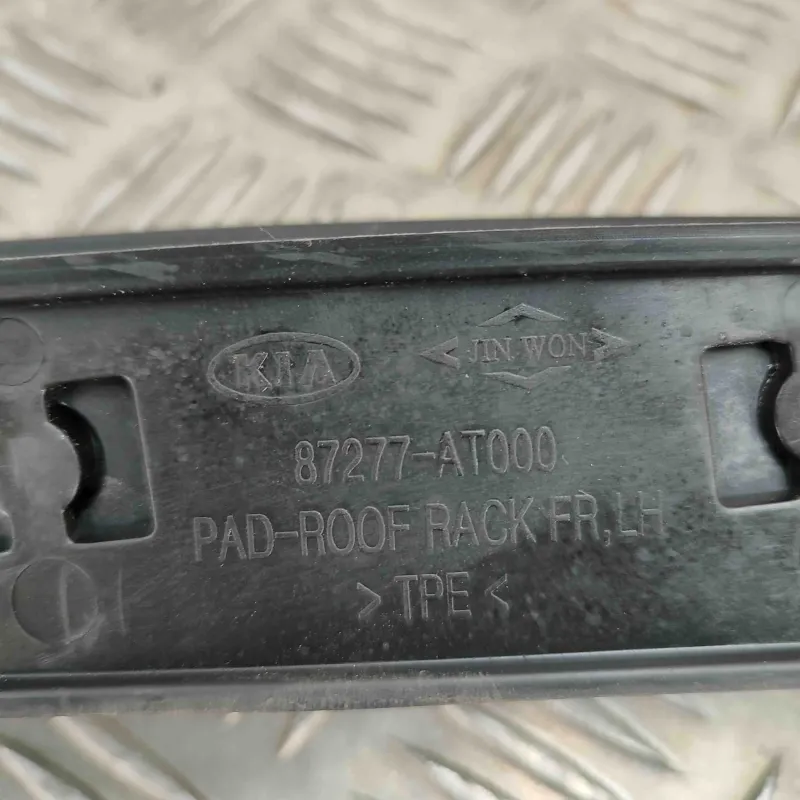 KIA JIN WON
87277-AT000
PAD-ROOF RACK FR,LH
>TPE<